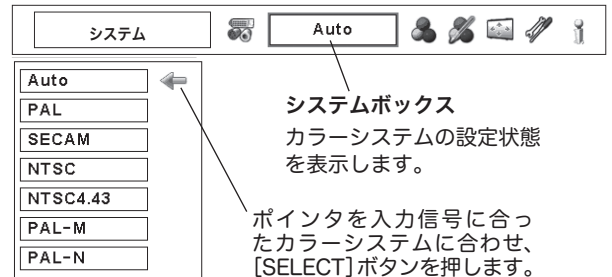 システム
Auto
Auto
PAL
SECAM
NTSC
NTSC4.43
PAL-M
PAL-N
システムボックス
カラーシステムの設定状態
を表示します。
ポインタを入力信号に合っ
たカラーシステムに合わせ、
[SELECT]ボタンを押します。